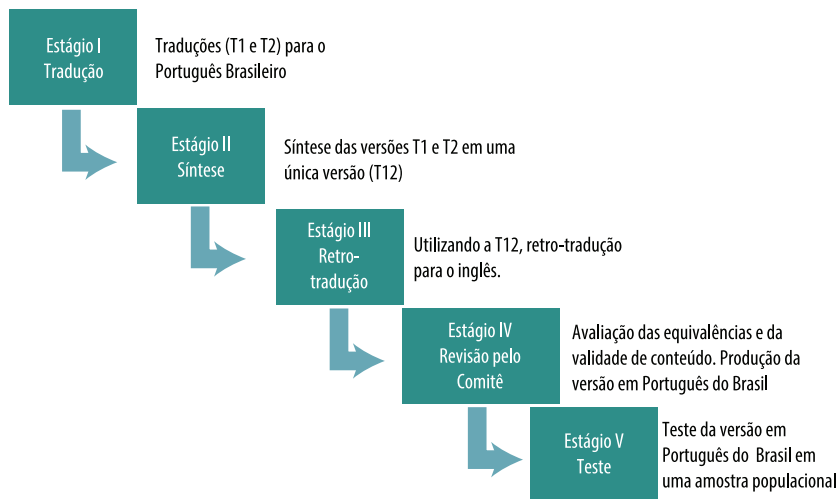 Estágio I
Tradução
Traduções (T1 e T2) para o
Português Brasileiro
Estágio II
Síntese
Síntese das versões T1 e T2 em uma
única versão (T12)
Estágio III
Retro-
tradução
Utilizando a T12, retro-tradução
para o inglês.
Estágio IV
Revisão pelo
Comitê
Avaliação das equivalências e da
validade de conteúdo. Produção da
versão em Português do Brasil
Estágio V
Teste
Teste da versão em
Português do Brasil em
uma amostra populacional